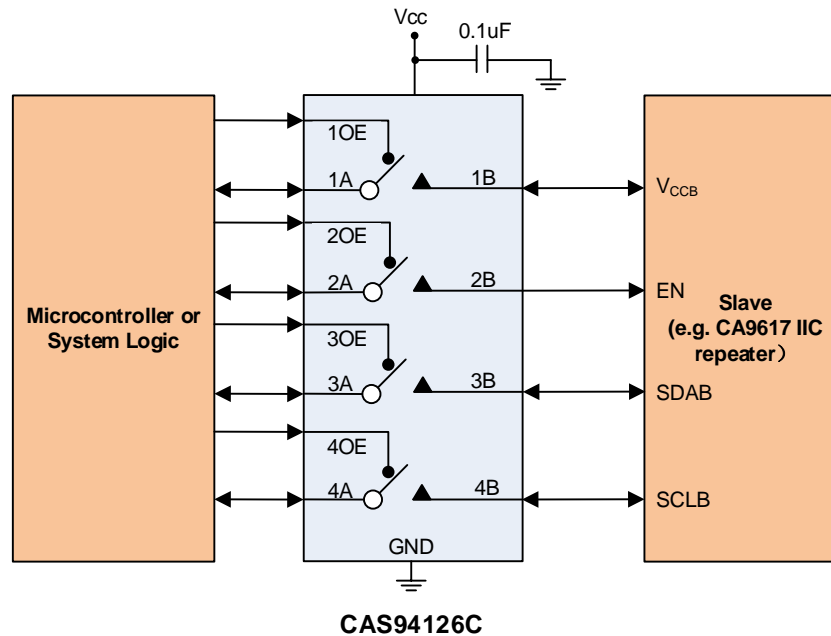 Vcc
0.1uF
1OE
1A
1B
VCCB
2OE
2A
2B
EN
Microcontroller or
System Logic
Slave
(e.g. CA9617 IIC
repeater）
3OE
3A
3B
SDAB
4OE
4A
4B
SCLB
GND
CAS94126C